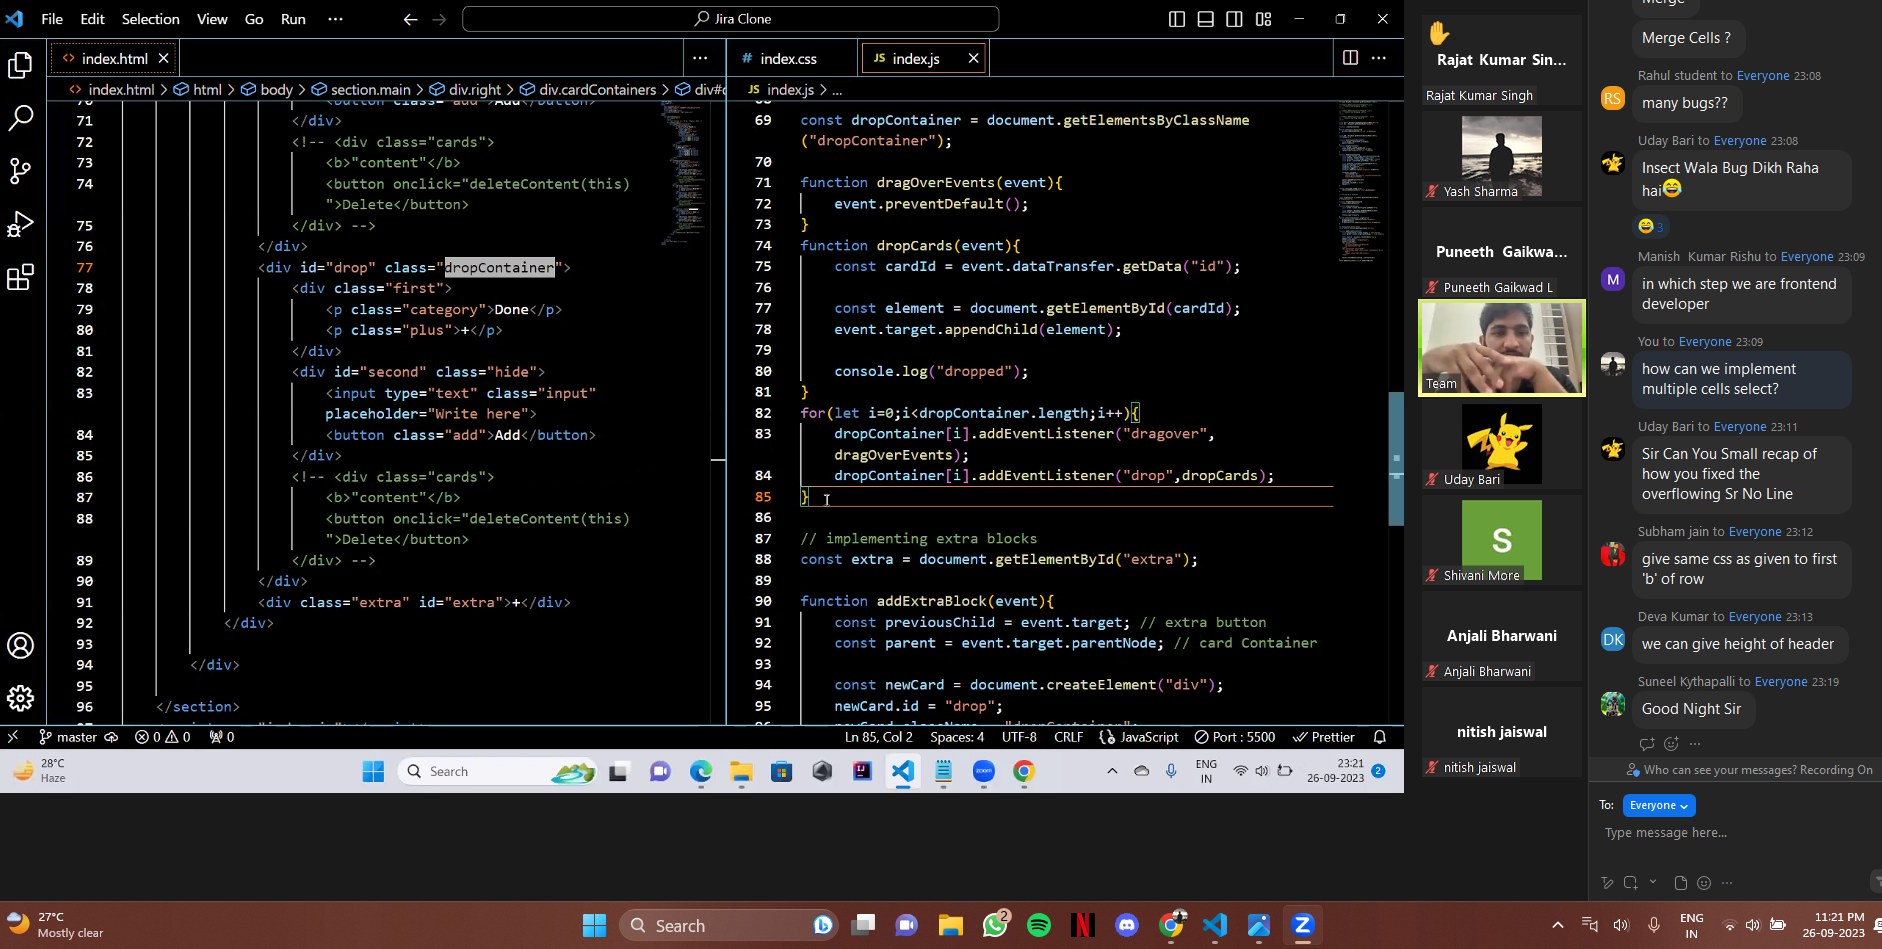 File Edit Selection View Go Run ···
Jira Clone
index.html
index.css
JS index.js
index.html > html > body > section.main > div.right > div.cardContainers >
JS index.js > ...
71 </div>
72 <!-- <div class="cards">
73 <b>"content"</b>
74 <button onclick="deleteContent(this)
">Delete</button>
75 </div> -->
76 </div>
77 <div id="drop" class="dropContainer">
78 <div class="first">
79 <p class="category">Done</p>
80 <p class="plus">+</p>
81 </div>
82 <div id="second" class="hide">
83 <input type="text" class="input"
placeholder="Write here">
84 <button class="add">Add</button>
85 </div>
86 <!-- <div class="cards">
87 <b>"content"</b>
88 <button onclick="deleteContent(this)
">Delete</button>
89 </div> -->
90 </div>
91 <div class="extra" id="extra">+</div>
92 </div>
93
94 </div>
95
96 </section>
69 const dropContainer = document.getElementsByClassName
("dropContainer");
70
71 function dragOverEvents(event){
72 event.preventDefault();
73 }
74 function dropCards(event){
75 const cardId = event.dataTransfer.getData("id");
76
77 const element = document.getElementById(cardId);
78 event.target.appendChild(element);
79
80 console.log("dropped");
81 }
82 for(let i=0;i<dropContainer.length;i++){
83 dropContainer[i].addEventListener("dragover",
dragOverEvents);
84 dropContainer[i].addEventListener("drop",dropCards);
85 }
86
87 // implementing extra blocks
88 const extra = document.getElementById("extra");
89
90 function addExtraBlock(event){
91 const previousChild = event.target; // extra button
92 const parent = event.target.parentNode; // card Container
93
94 const newCard = document.createElement("div");
95 newCard.id = "drop";
master
0 0
0
Ln 85, Col 2 Spaces: 4 UTF-8 CRLF JavaScript Port : 5500 Prettier
28°C
Haze
Search
ENG
IN
23:21
26-09-2023
2
Rajat Kumar Sin...
Rajat Kumar Singh
Yash Sharma
Puneeth Gaikwa...
Puneeth Gaikwad L
Team
Uday Bari
S
Shivani More
Anjali Bharwani
Anjali Bharwani
nitish jaiswal
nitish jaiswal
Merge
Merge Cells ?
Rahul student to Everyone 23:08
RS
many bugs??
Uday Bari to Everyone 23:08
Insect Wala Bug Dikh Raha
hai😂
😂 3
Manish Kumar Rishu to Everyone 23:09
M
in which step we are frontend
developer
You to Everyone 23:09
how can we implement
multiple cells select?
Uday Bari to Everyone 23:11
Sir Can You Small recap of
how you fixed the
overflowing Sr No Line
Subham jain to Everyone 23:12
give same css as given to first
'b' of row
Deva Kumar to Everyone 23:13
DK
we can give height of header
Suneel Kythapalli to Everyone 23:19
Good Night Sir
Who can see your messages? Recording On
To: Everyone
Type message here...
27°C
Mostly clear
Search
2
ENG
IN
11:21 PM
26-09-2023